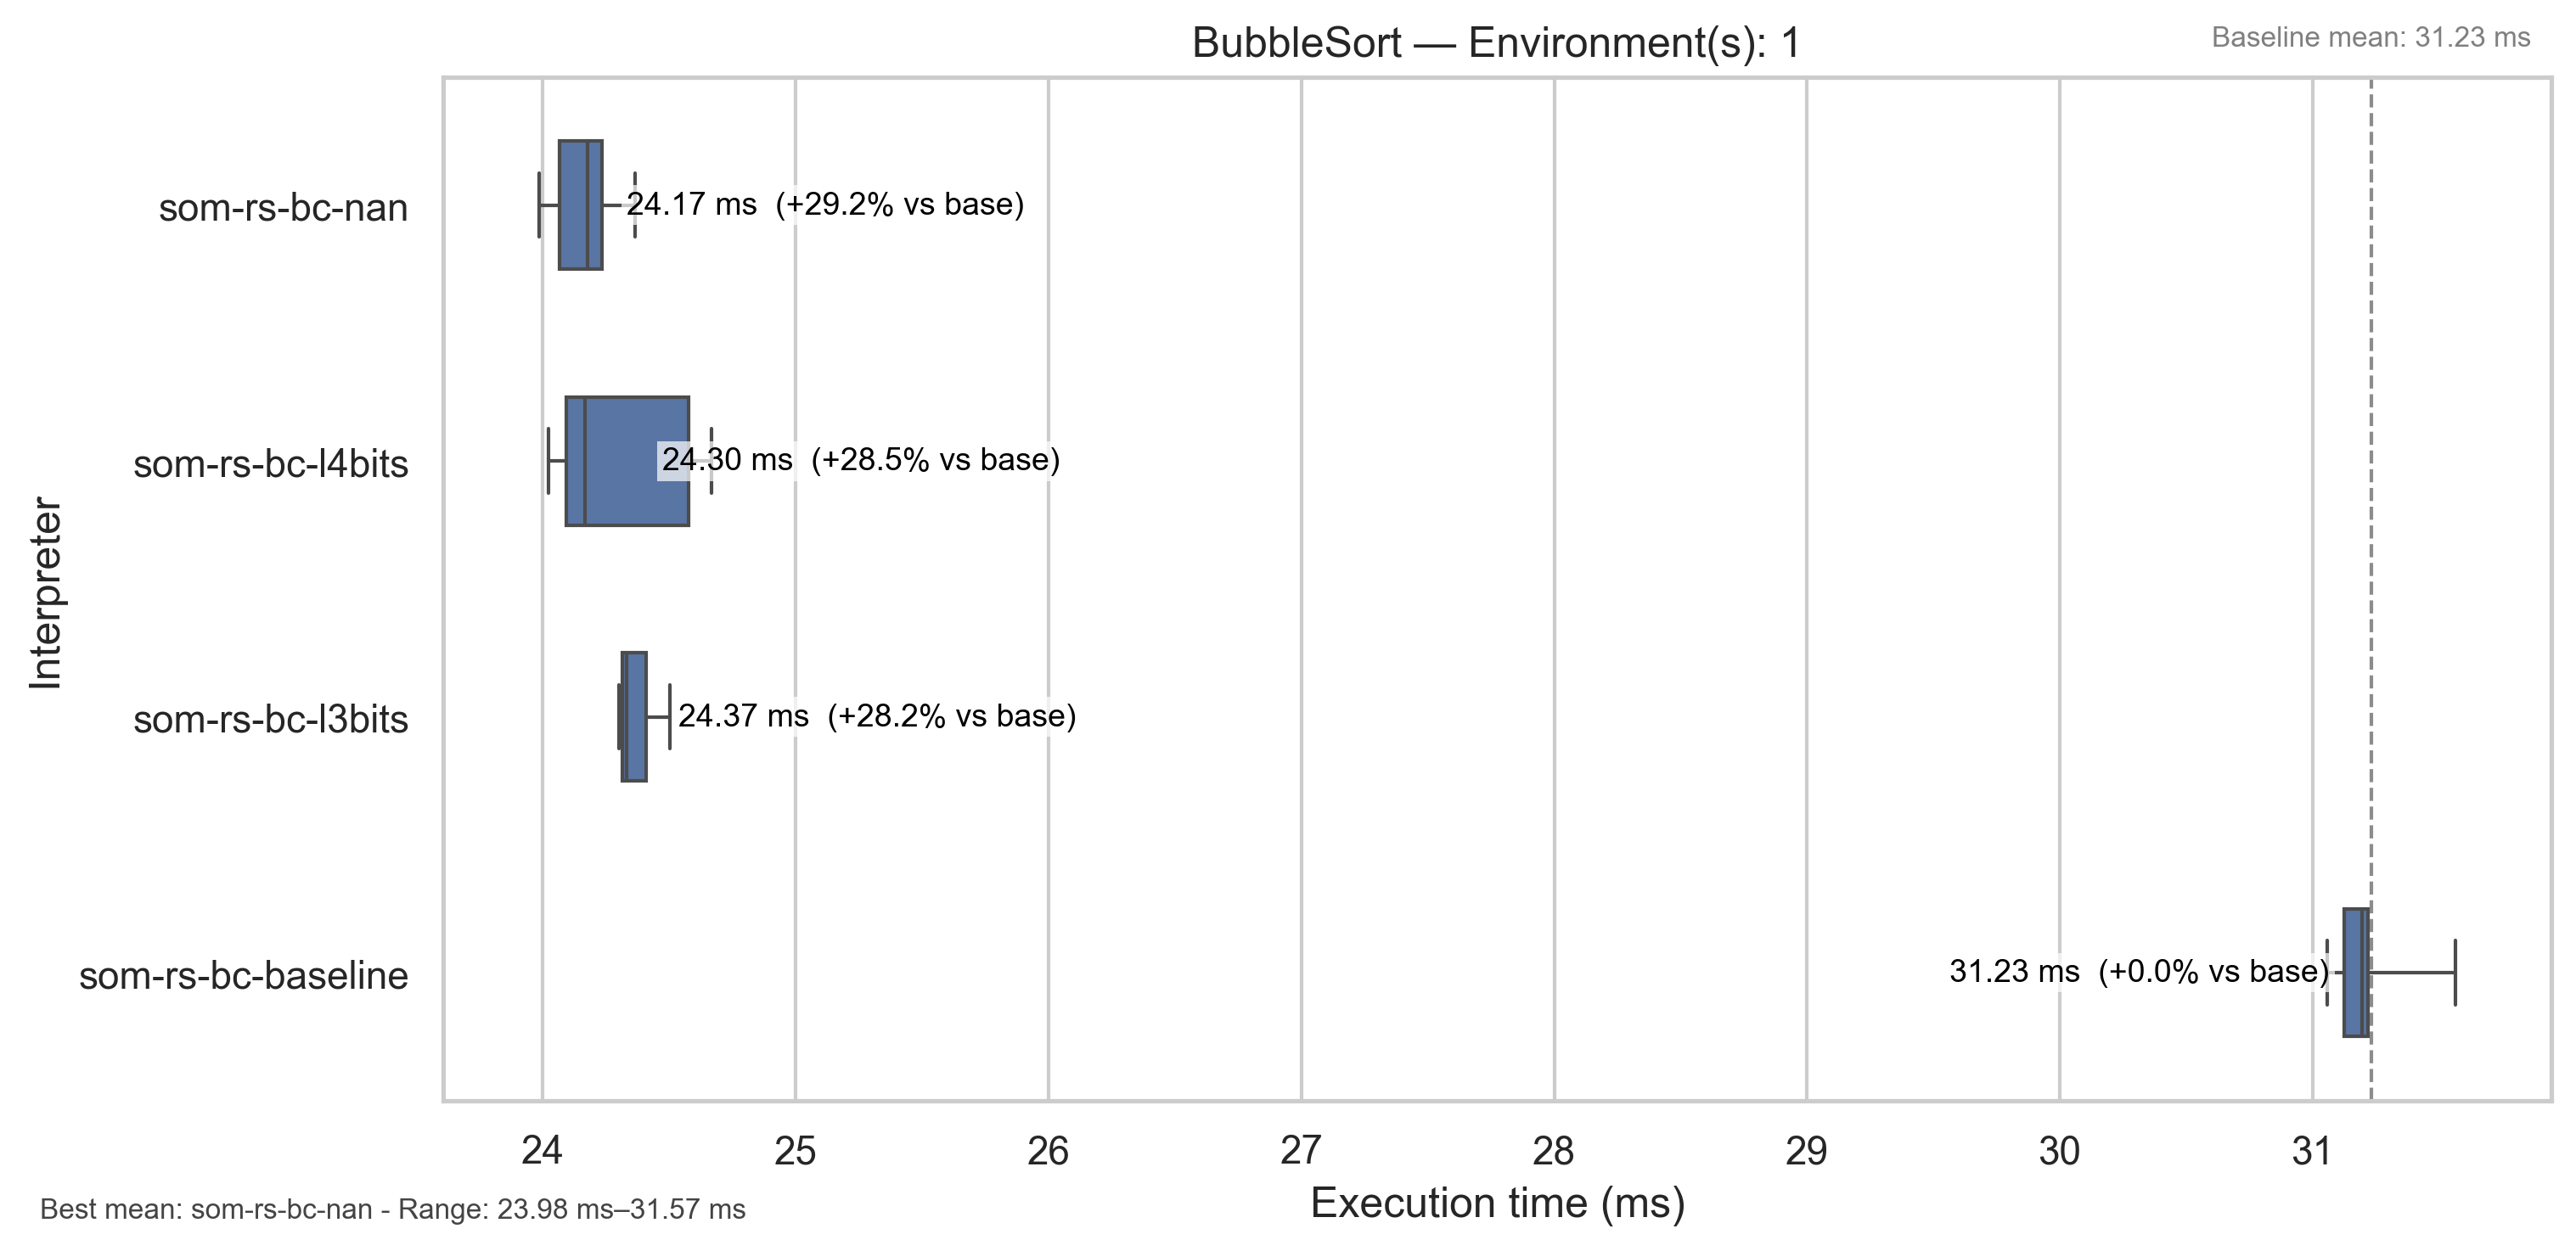 BubbleSort — Environment(s): 1
Baseline mean: 31.23 ms
Interpreter
som-rs-bc-nan
24.17 ms  (+29.2% vs base)
som-rs-bc-l4bits
24.30 ms  (+28.5% vs base)
som-rs-bc-l3bits
24.37 ms  (+28.2% vs base)
som-rs-bc-baseline
31.23 ms  (+0.0% vs base)
24 25 26 27 28 29 30 31
Execution time (ms)
Best mean: som-rs-bc-nan - Range: 23.98 ms–31.57 ms